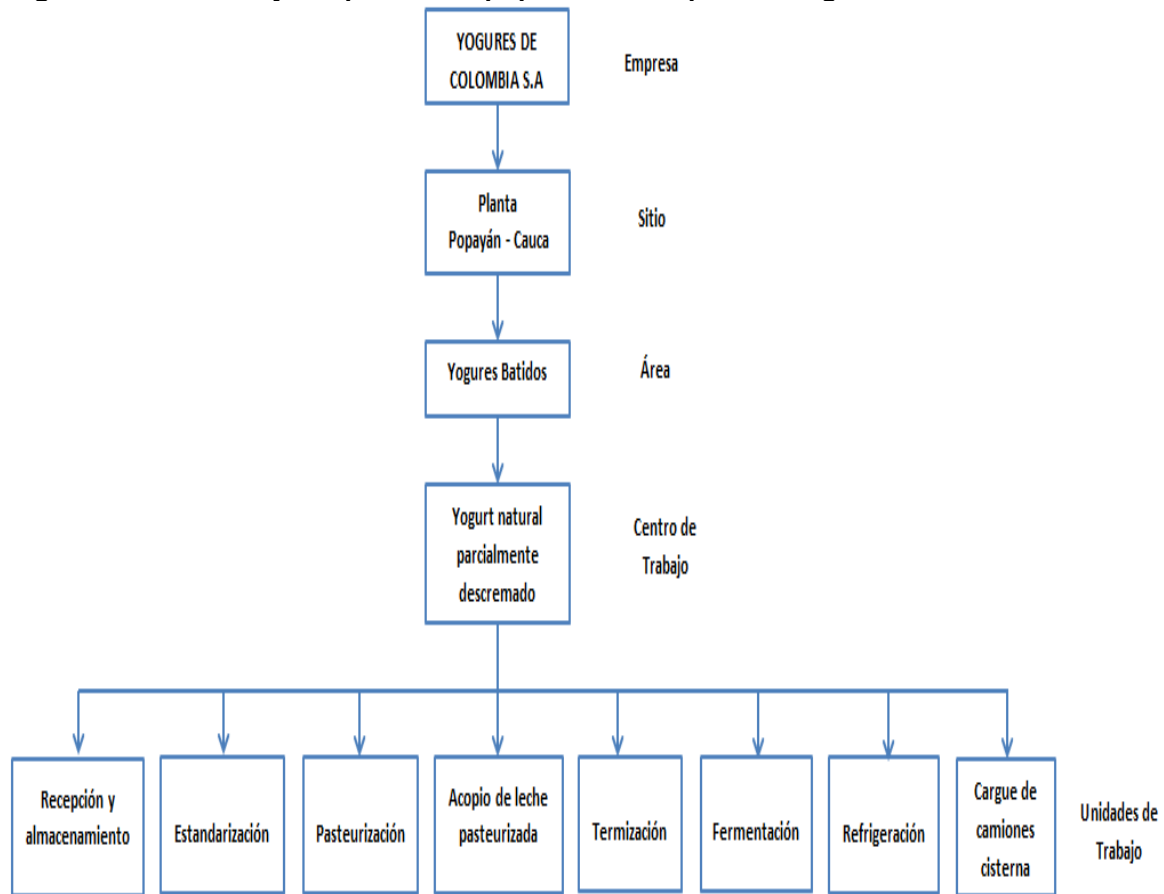 YOGURES DE
COLOMBIA S.A
Empresa
Planta
Popayán - Cauca
Sitio
Yogures Batidos
Área
Yogurt natural
parcialmente
descremado
Centro de
Trabajo
Recepción y
almacenamiento
Estandarización
Pasteurización
Acopio de leche
pasteurizada
Termización
Fermentación
Refrigeración
Cargue de
camiones
cisterna
Unidades de
Trabajo